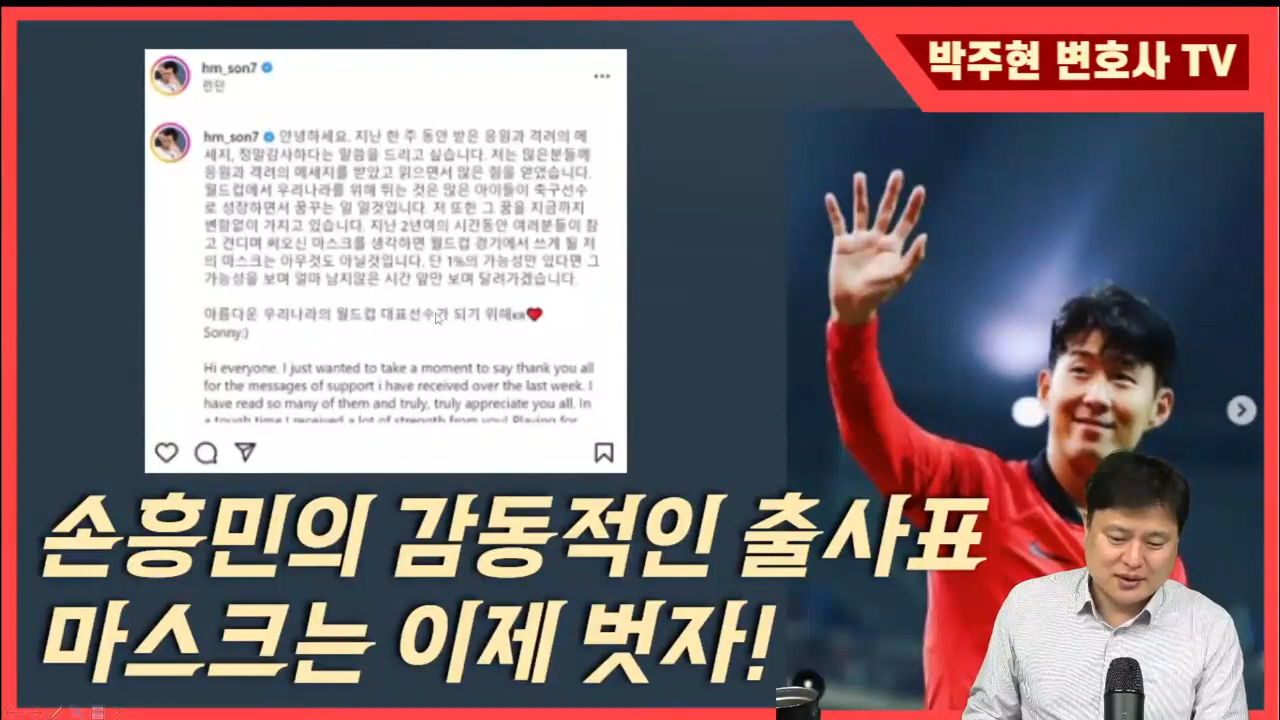 박주현 변호사 TV
hm_son7
런던
hm_son7 안녕하세요. 지난 한 주 동안 받은 응원과 격려의 메
세지, 정말감사하다는 말씀을 드리고 싶습니다. 저는 많은분들께
응원과 격려의 메세지를 받았고 읽으면서 많은 힘을 얻었습니다.
월드컵에서 우리나라를 위해 뛰는 것은 많은 아이들이 축구선수
로 성장하면서 꿈꾸는 일 일것입니다. 저 또한 그 꿈을 지금까지
변함없이 가지고 있습니다. 지난 2년여의 시간동안 여러분들이 참
고 견디며 써오신 마스크를 생각하면 월드컵 경기에서 쓰게 될 저
의 마스크는 아무것도 아닐것입니다. 단 1%의 가능성만 있다면 그
가능성을 보며 얼마 남지않은 시간 앞만 보며 달려가겠습니다.
아름다운 우리나라의 월드컵 대표선수가 되기 위해
Sonny:)
Hi everyone. I just wanted to take a moment to say thank you all
for the messages of support i have received over the last week. I
have read so many of them and truly, truly appreciate you all. In
a tough time I received a lot of strength from you! Playing for
손흥민의 감동적인 출사표
마스크는 이제 벗자!